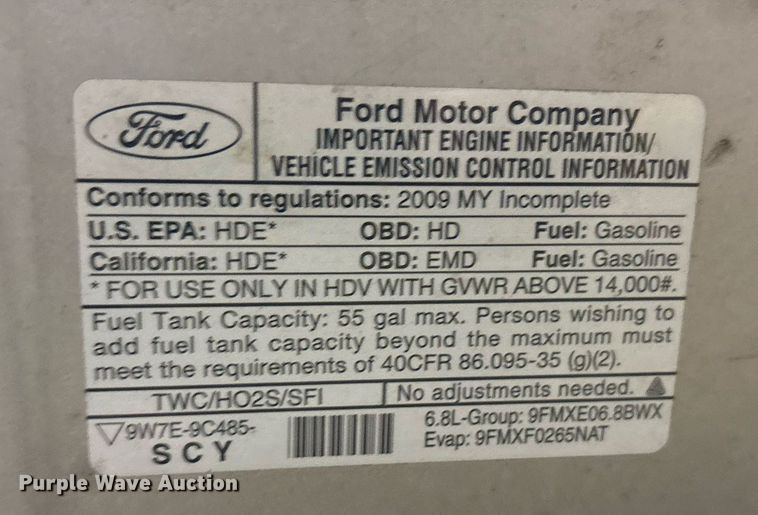 Ford
Ford Motor Company
IMPORTANT ENGINE INFORMATION/
VEHICLE EMISSION CONTROL INFORMATION
Conforms to regulations: 2009 MY Incomplete
U.S. EPA: HDE* OBD: HD Fuel: Gasoline
California: HDE* OBD: EMD Fuel: Gasoline
* FOR USE ONLY IN HDV WITH GVWR ABOVE 14,000#.
Fuel Tank Capacity: 55 gal max. Persons wishing to
add fuel tank capacity beyond the maximum must
meet the requirements of 40CFR 86.095-35 (g)(2).
TWC/HO2S/SFI No adjustments needed.
9W7E-9C485- 6.8L-Group: 9FMXE06.8BWX
SCY Evap: 9FMXF0265NAT
Purple Wave Auction